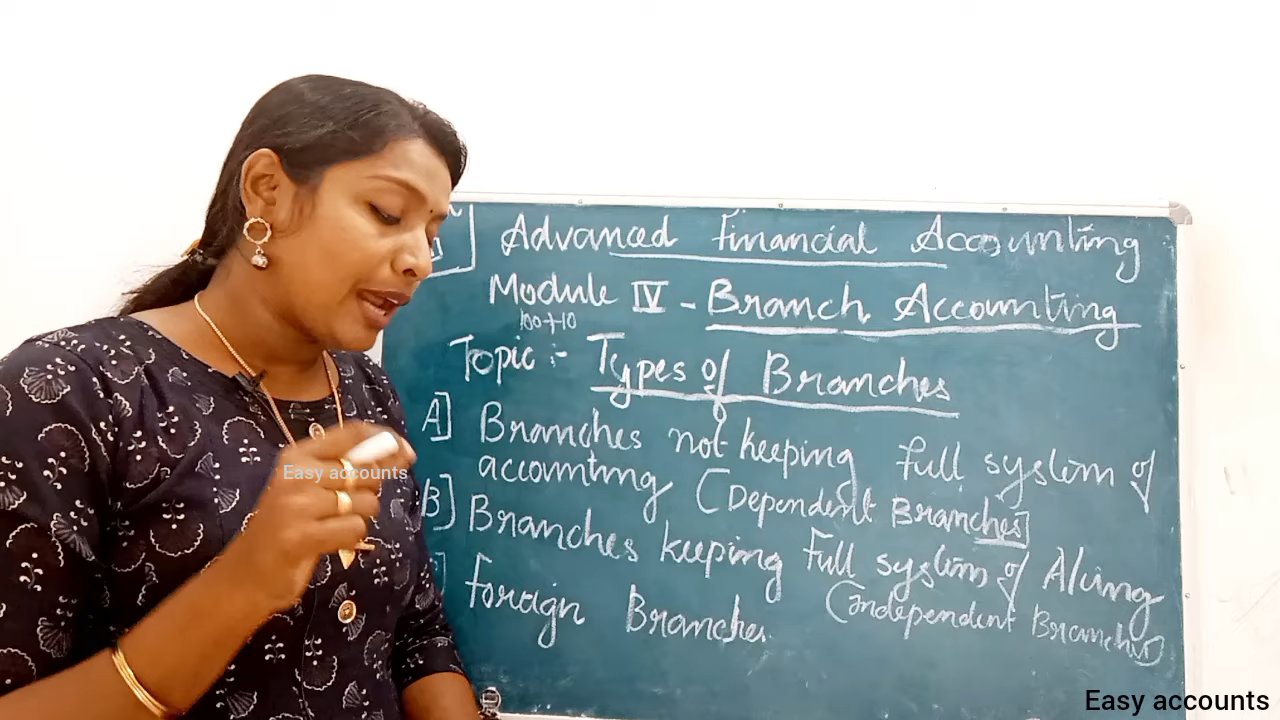 Advanced Financial Accounting
Module IV - Branch Accounting
100+10
Topic :- Types of Branches
A] Branches not keeping full system of
accounting (Dependent Branches]
B] Branches keeping Full system of A/cing
(Independent Branches)
] Foreign Branches.
Easy accounts
Easy accounts